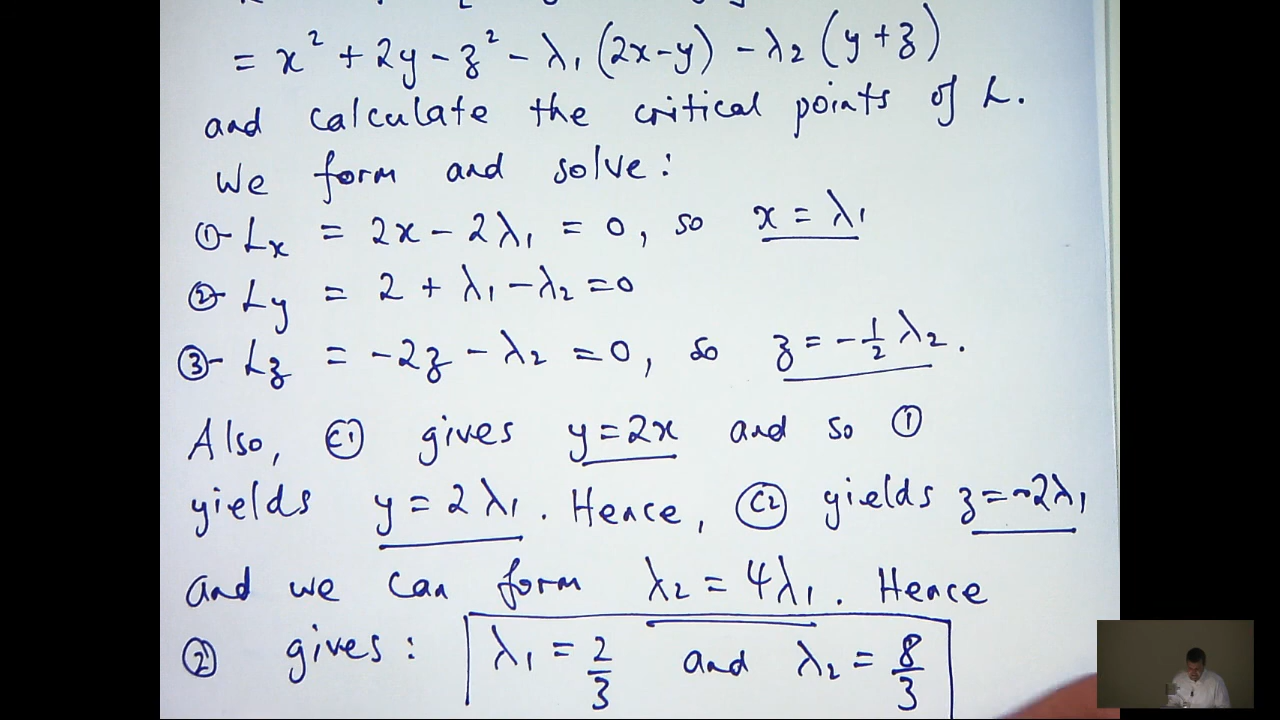 = x² + 2y - z² - λ₁(2x-y) - λ₂(y+z)
and calculate the critical points of L.
We form and solve:
①- Lx = 2x - 2λ₁ = 0, so x = λ₁
②- Ly = 2 + λ₁ - λ₂ = 0
③- Lz = -2z - λ₂ = 0, so z = -½λ₂.
Also, C1 gives y = 2x and so ①
yields y = 2λ₁. Hence, C2 yields z = -2λ₁
and we can form λ₂ = 4λ₁. Hence
② gives: λ₁ = 2/3 and λ₂ = 8/3